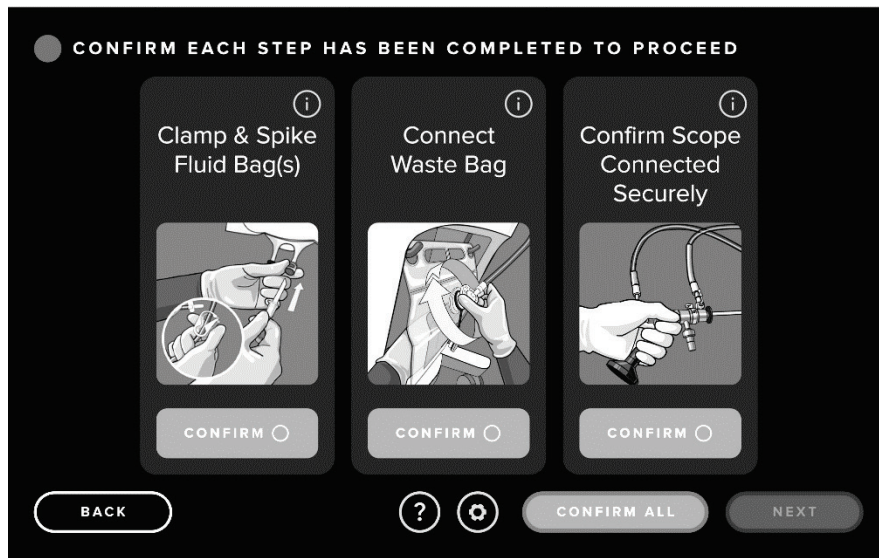 CONFIRM EACH STEP HAS BEEN COMPLETED TO PROCEED
Clamp & Spike
Fluid Bag(s)
CONFIRM
Connect
Waste Bag
CONFIRM
Confirm Scope
Connected
Securely
CONFIRM
BACK
?
CONFIRM ALL
NEXT